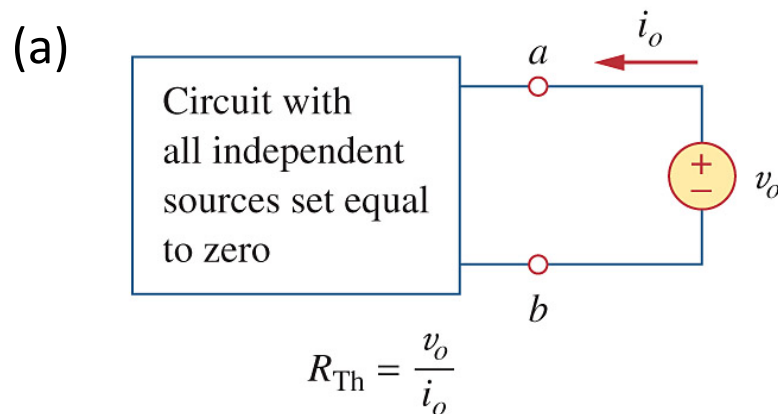 (a)
i_o
a
Circuit with
all independent
sources set equal
to zero
+
−
v_o
b
R_Th = v_o / i_o